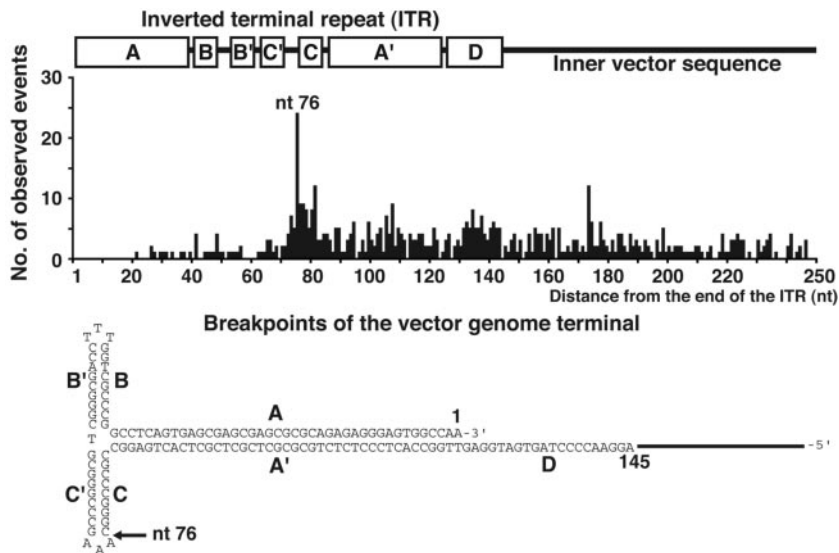 Inverted terminal repeat (ITR)
A B B' C' C A' D
Inner vector sequence
30
nt 76
20
10
0
No. of observed events
1 20 40 60 80 100 120 140 160 180 200 220 250
Distance from the end of the ITR (nt)
Breakpoints of the vector genome terminal
T
T T
B' B
A
1
GCCTCAGTGAGCGAGCGAGCGCGCAGAGAGGGAGTGGCCAA-3'
T
CGGAGTCACTCGCTCGCTCGCGCGTCTCTCCCTCACCGGTTGAGGTAGTGATCCCCAAGGA
-5'
A'
D
145
C' C
nt 76
A A
A